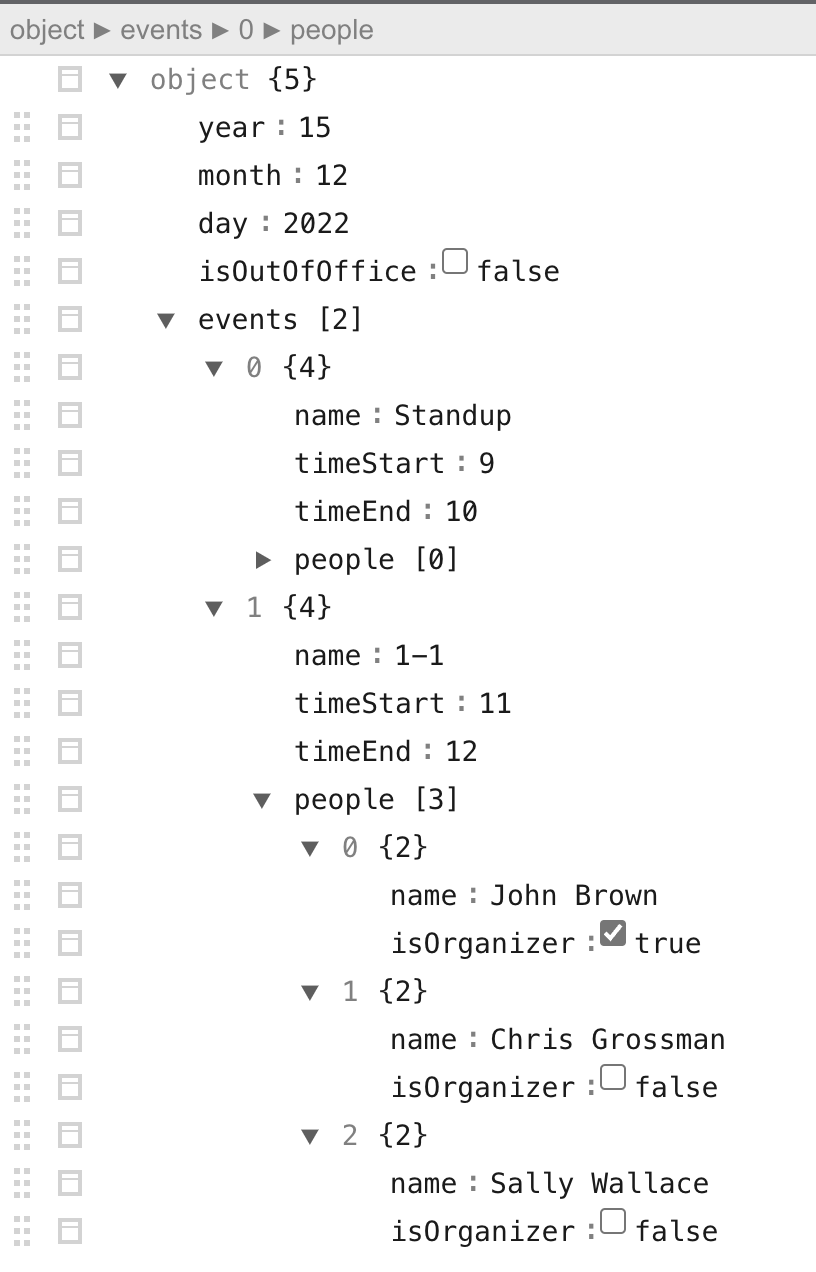 object ► events ► 0 ► people
▼ object {5}
year : 15
month : 12
day : 2022
isOutOfOffice : false
▼ events [2]
▼ 0 {4}
name : Standup
timeStart : 9
timeEnd : 10
► people [0]
▼ 1 {4}
name : 1–1
timeStart : 11
timeEnd : 12
▼ people [3]
▼ 0 {2}
name : John Brown
isOrganizer : true
▼ 1 {2}
name : Chris Grossman
isOrganizer : false
▼ 2 {2}
name : Sally Wallace
isOrganizer : false